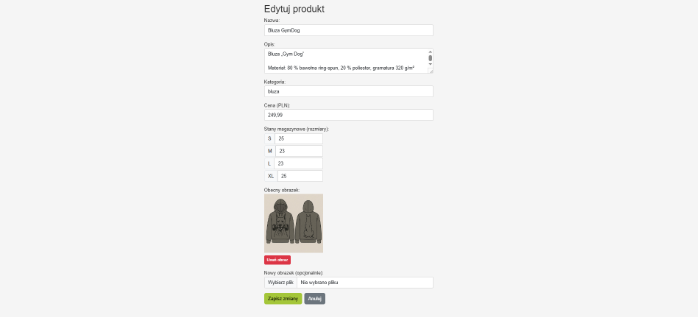 Edytuj produkt
Nazwa:
Bluza GymDog
Opis:
Bluza „Gym Dog”
Materiał: 80 % bawełna ring-spun, 20 % poliester, gramatura 320 g/m²
Kategoria:
bluza
Cena (PLN):
249,99
Stany magazynowe (rozmiary):
S 25
M 23
L 23
XL 25
Obecny obrazek:
Usuń obraz
Nowy obrazek (opcjonalnie):
Wybierz plik Nie wybrano pliku
Zapisz zmiany Anuluj